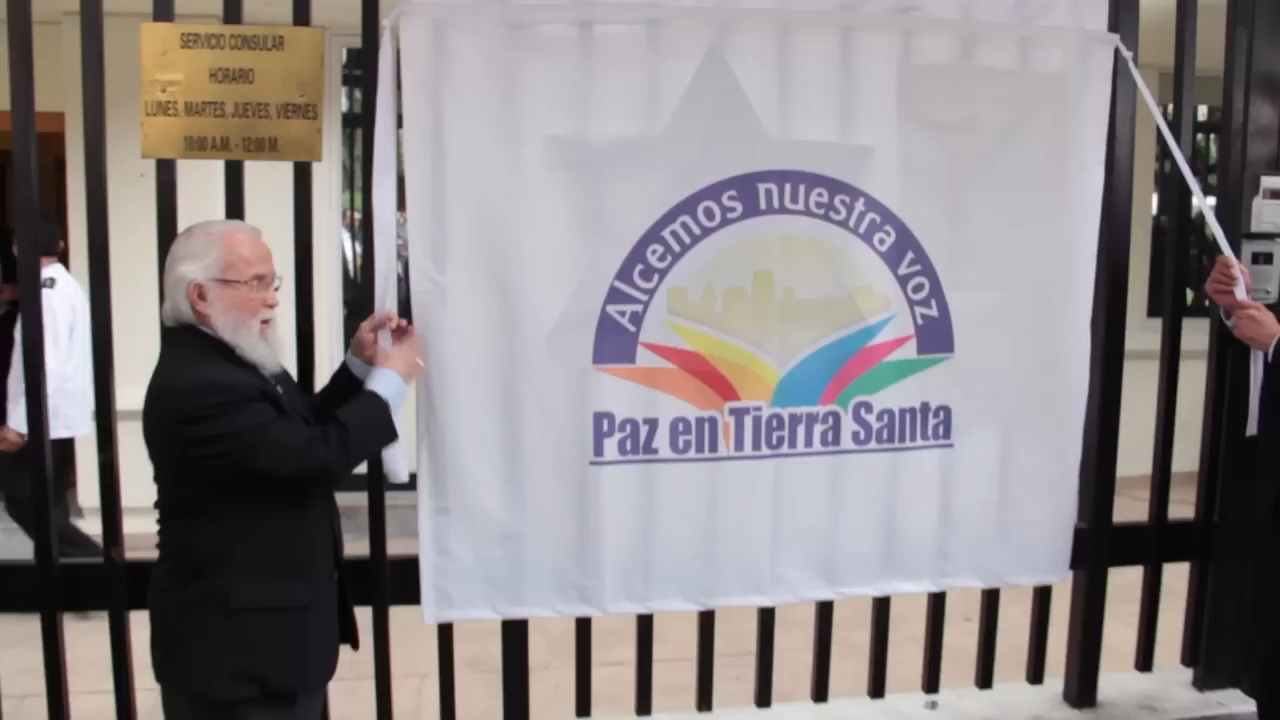 SERVICIO CONSULAR
HORARIO
LUNES, MARTES, JUEVES, VIERNES
10:00 A.M. - 12:00 M.
Alcemos nuestra voz
Paz en Tierra Santa